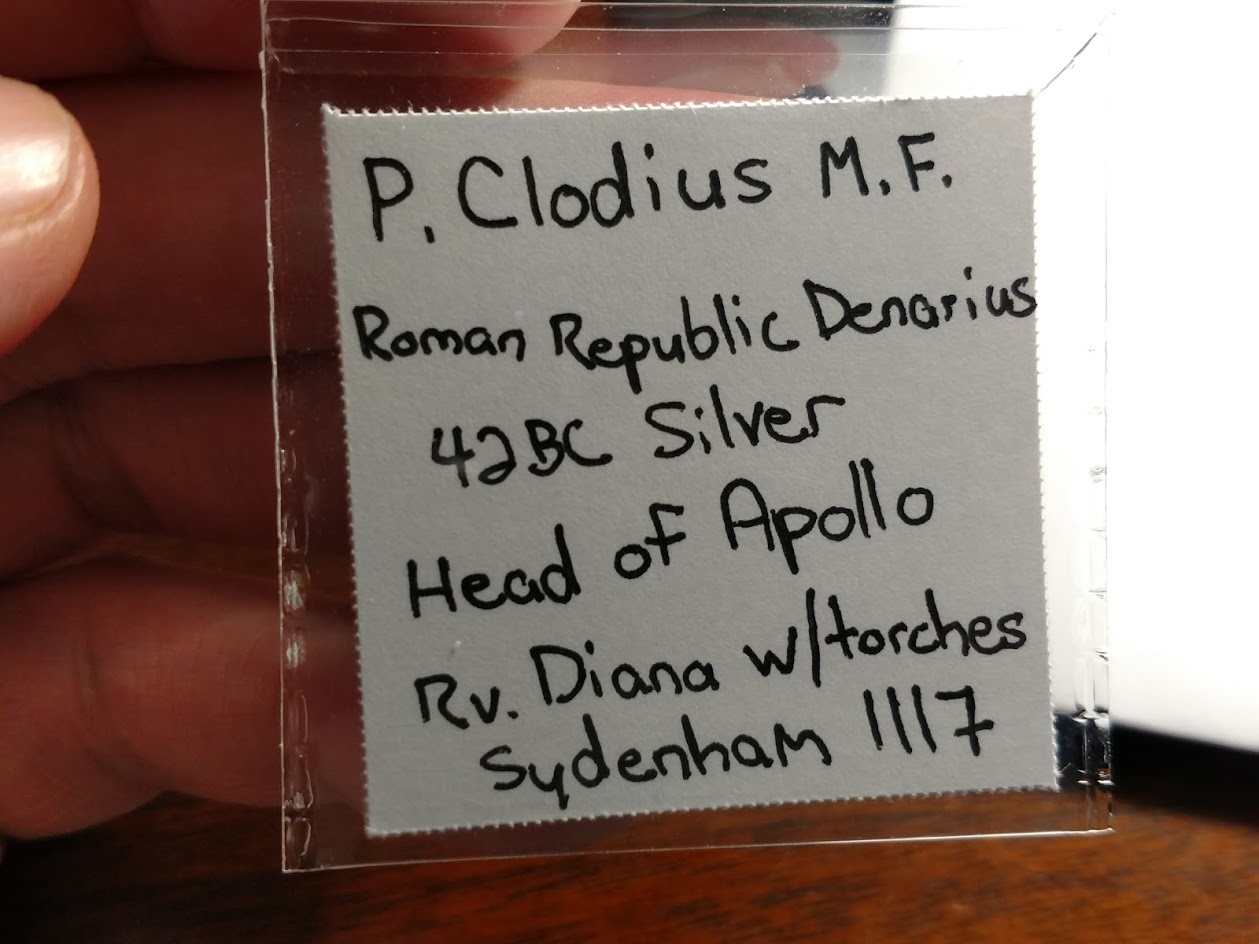 P. Clodius M.F.
Roman Republic Denarius
42BC Silver
Head of Apollo
Rv. Diana w/torches
Sydenham 1117